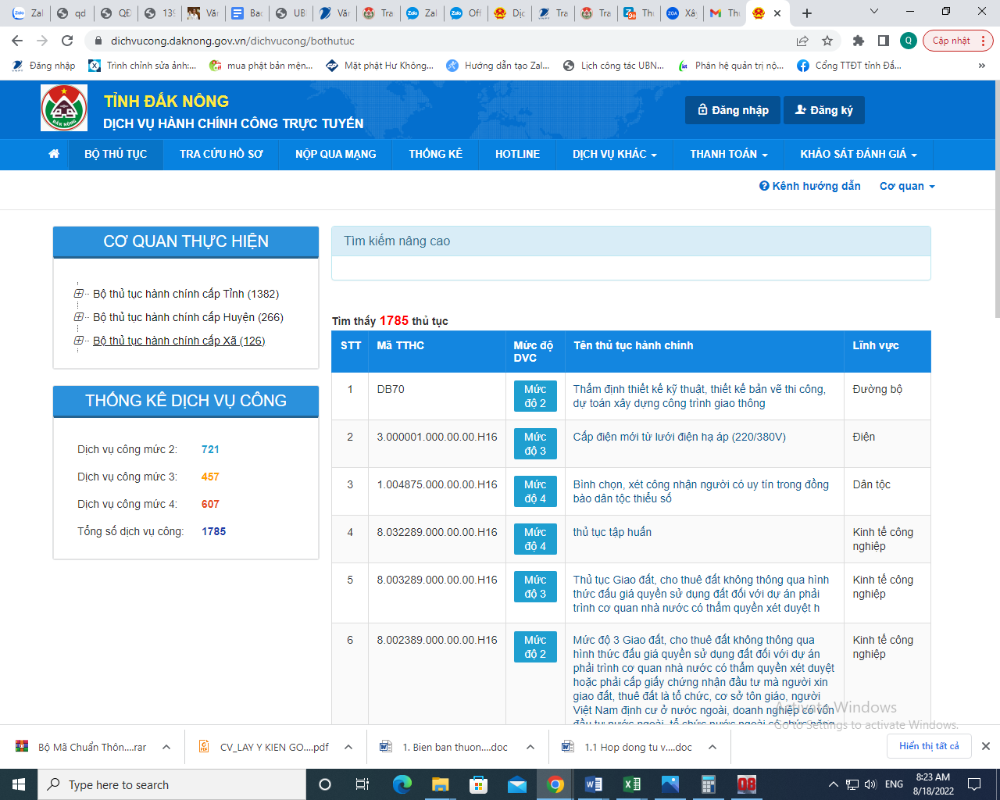 Zal
qd
QĐ
139
Văn
Bac
UB
Văn
Tra
Zal
Off
Dịc
Tra
Tra
Thu
Xây
Thu
dichvucong.daknong.gov.vn/dichvucong/bothutuc
Q
Cập nhật
Đăng nhập
Trình chỉnh sửa ảnh:...
mua phật bản mện...
Mặt phật Hư Không...
Hướng dẫn tạo Zal...
Lịch công tác UBN...
Phân hệ quản trị nộ...
Cổng TTĐT tỉnh Đắ...
»
TỈNH ĐẮK NÔNG
DỊCH VỤ HÀNH CHÍNH CÔNG TRỰC TUYẾN
ĐĂK NÔNG
Đăng nhập
Đăng ký
BỘ THỦ TỤC
TRA CỨU HỒ SƠ
NỘP QUA MẠNG
THỐNG KÊ
HOTLINE
DỊCH VỤ KHÁC
THANH TOÁN
KHẢO SÁT ĐÁNH GIÁ
Kênh hướng dẫn
Cơ quan
CƠ QUAN THỰC HIỆN
Bộ thủ tục hành chính cấp Tỉnh (1382)
Bộ thủ tục hành chính cấp Huyện (266)
Bộ thủ tục hành chính cấp Xã (126)
THỐNG KÊ DỊCH VỤ CÔNG
Dịch vụ công mức 2: 721
Dịch vụ công mức 3: 457
Dịch vụ công mức 4: 607
Tổng số dịch vụ công: 1785
Tìm kiếm nâng cao
Tìm thấy 1785 thủ tục
STT
Mã TTHC
Mức độ
DVC
Tên thủ tục hành chính
Lĩnh vực
1
DB70
Mức
độ 2
Thẩm định thiết kế kỹ thuật, thiết kế bản vẽ thi công,
dự toán xây dựng công trình giao thông
Đường bộ
2
3.000001.000.00.00.H16
Mức
độ 3
Cấp điện mới từ lưới điện hạ áp (220/380V)
Điện
3
1.004875.000.00.00.H16
Mức
độ 4
Bình chọn, xét công nhận người có uy tín trong đồng
bào dân tộc thiểu số
Dân tộc
4
8.032289.00.00.00.H16
Mức
độ 4
thủ tục tập huấn
Kinh tế công
nghiệp
5
8.003289.00.00.00.H16
Mức
độ 3
Thủ tục Giao đất, cho thuê đất không thông qua hình
thức đấu giá quyền sử dụng đất đối với dự án phải
trình cơ quan nhà nước có thẩm quyền xét duyệt h
Kinh tế công
nghiệp
6
8.002389.00.00.00.H16
Mức
độ 2
Mức độ 3 Giao đất, cho thuê đất không thông qua
hình thức đấu giá quyền sử dụng đất đối với dự án
phải trình cơ quan nhà nước có thẩm quyền xét duyệt
hoặc phải cấp giấy chứng nhận đầu tư mà người xin
giao đất, thuê đất là tổ chức, cơ sở tôn giáo, người
Việt Nam định cư ở nước ngoài, doanh nghiệp có vốn
đầu tư nước ngoài, tổ chức nước ngoài có chức năng
Kinh tế công
nghiệp
Activate Windows
Go to Settings to activate Windows.
Bộ Mã Chuẩn Thôn....rar
CV_LAY Y KIEN GO....pdf
1. Bien ban thuon....doc
1.1 Hop dong tu v....doc
Hiển thị tất cả
Type here to search
QB
ENG
8:23 AM
8/18/2022